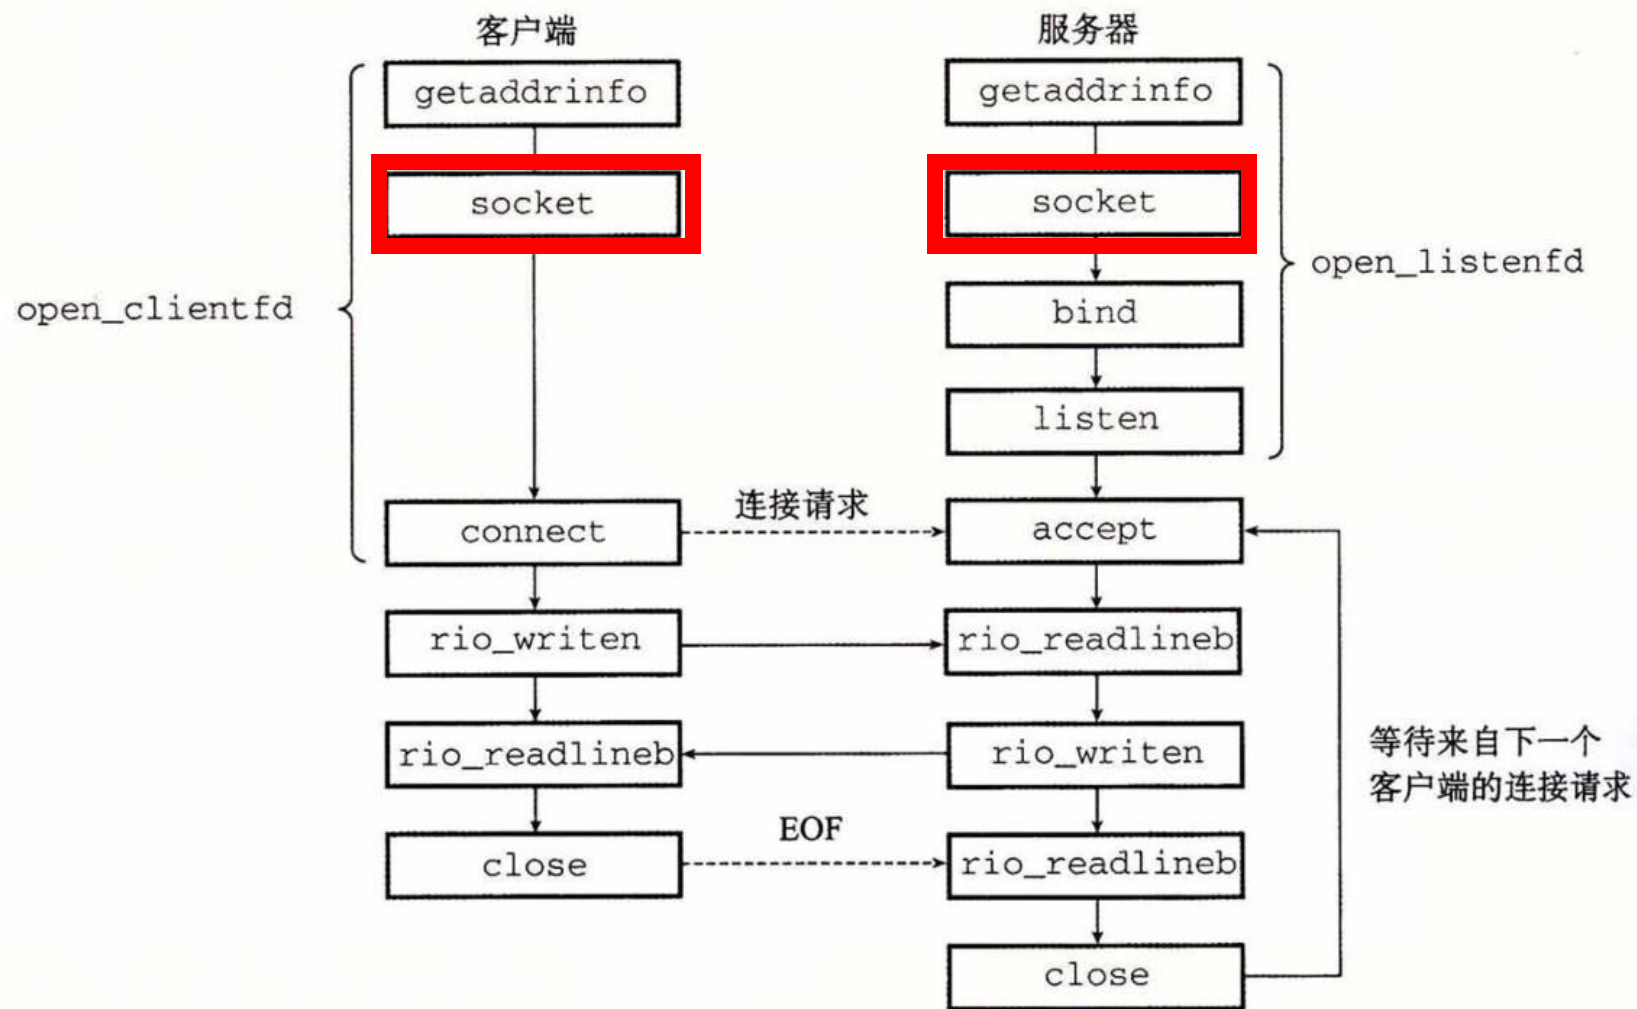 客户端
服务器
getaddrinfo
getaddrinfo
socket
socket
open_clientfd
open_listenfd
bind
listen
连接请求
connect
accept
rio_writen
rio_readlineb
rio_readlineb
rio_writen
等待来自下一个
客户端的连接请求
EOF
close
rio_readlineb
close